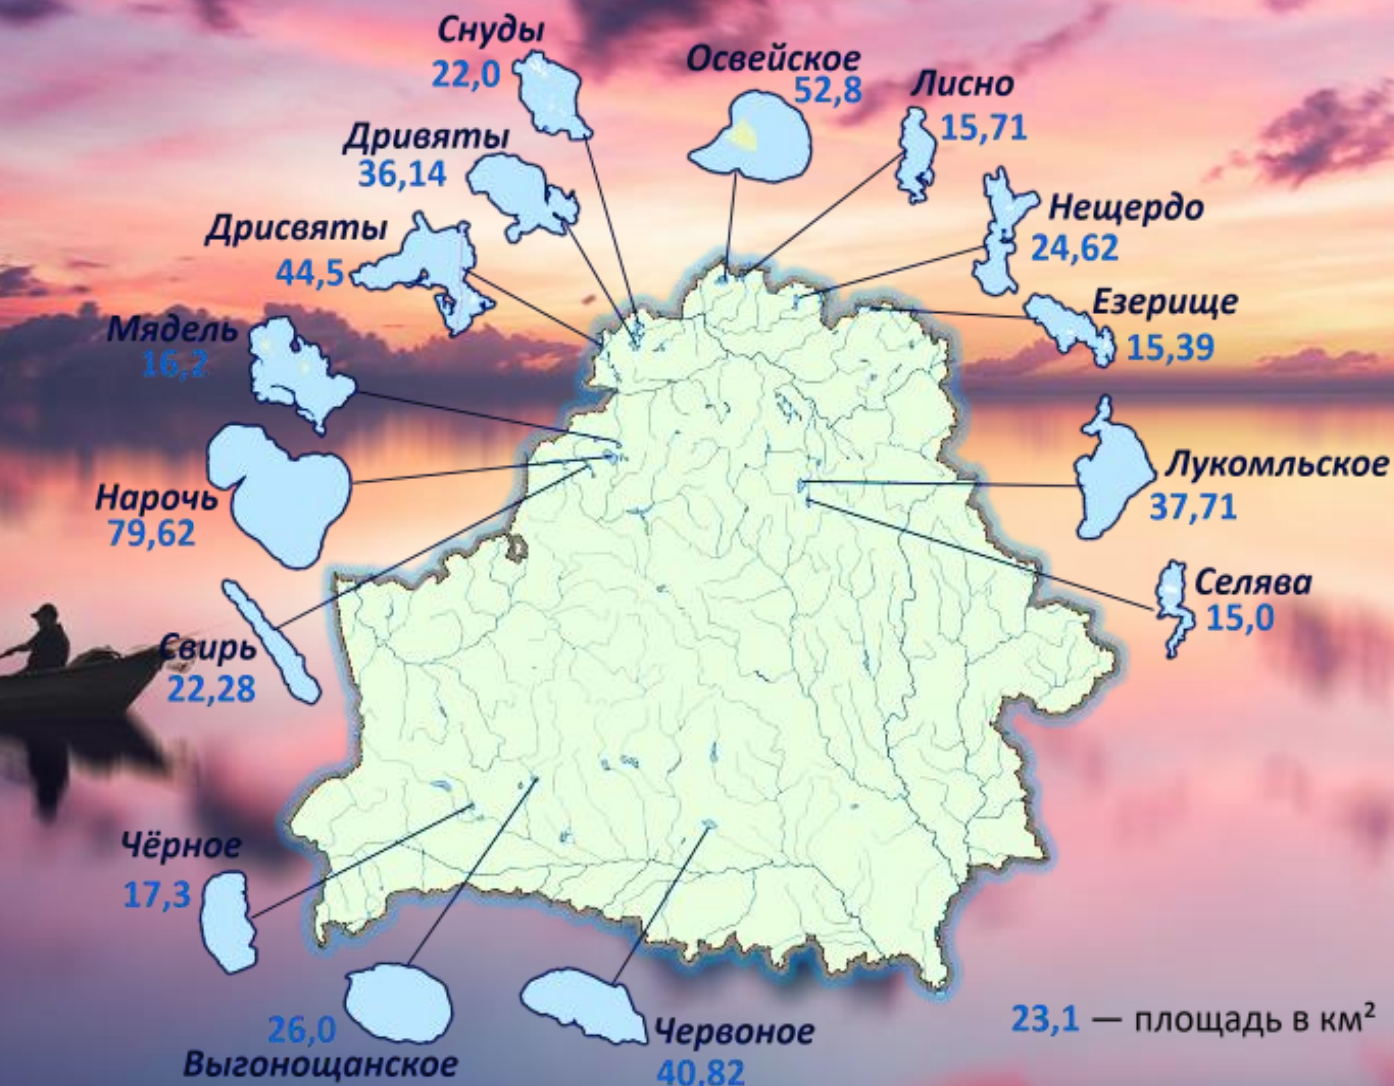 Снуды
22,0
Освейское
52,8
Лисно
15,71
Дривяты
36,14
Нещердо
24,62
Дрисвяты
44,5
Езерище
15,39
Мядель
16,2
Лукомльское
37,71
Нарочь
79,62
Селява
15,0
Свирь
22,28
Чёрное
17,3
26,0
Выгонощанское
Червоное
40,82
23,1 — площадь в км²